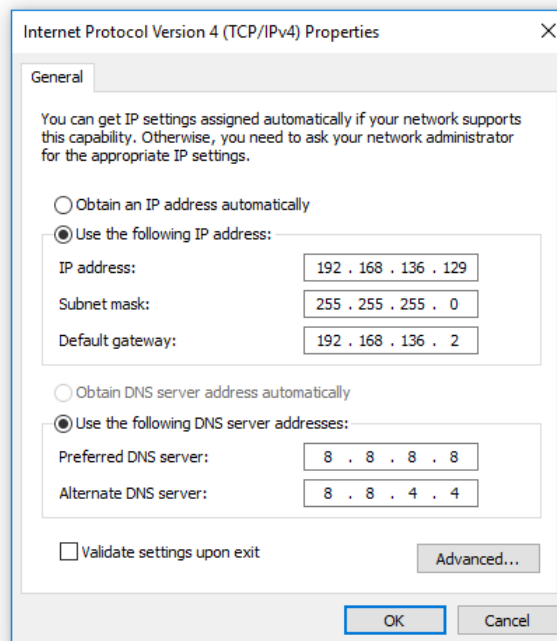 Internet Protocol Version 4 (TCP/IPv4) Properties
General
You can get IP settings assigned automatically if your network supports
this capability. Otherwise, you need to ask your network administrator
for the appropriate IP settings.
Obtain an IP address automatically
Use the following IP address:
IP address: 192 . 168 . 136 . 129
Subnet mask: 255 . 255 . 255 . 0
Default gateway: 192 . 168 . 136 . 2
Obtain DNS server address automatically
Use the following DNS server addresses:
Preferred DNS server: 8 . 8 . 8 . 8
Alternate DNS server: 8 . 8 . 4 . 4
Validate settings upon exit
Advanced...
OK Cancel